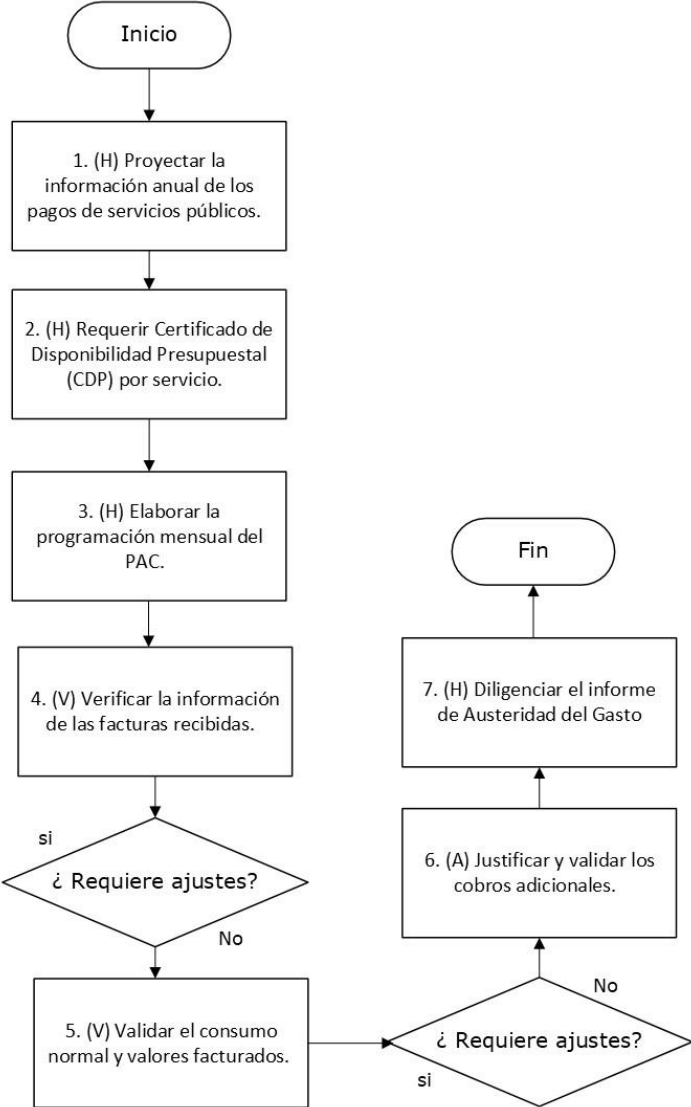 Inicio
1. (H) Proyectar la
información anual de los
pagos de servicios públicos.
2. (H) Requerir Certificado de
Disponibilidad Presupuestal
(CDP) por servicio.
3. (H) Elaborar la
programación mensual del
PAC.
4. (V) Verificar la información
de las facturas recibidas.
si
¿ Requiere ajustes?
No
5. (V) Validar el consumo
normal y valores facturados.
¿ Requiere ajustes?
si
No
6. (A) Justificar y validar los
cobros adicionales.
7. (H) Diligenciar el informe
de Austeridad del Gasto
Fin